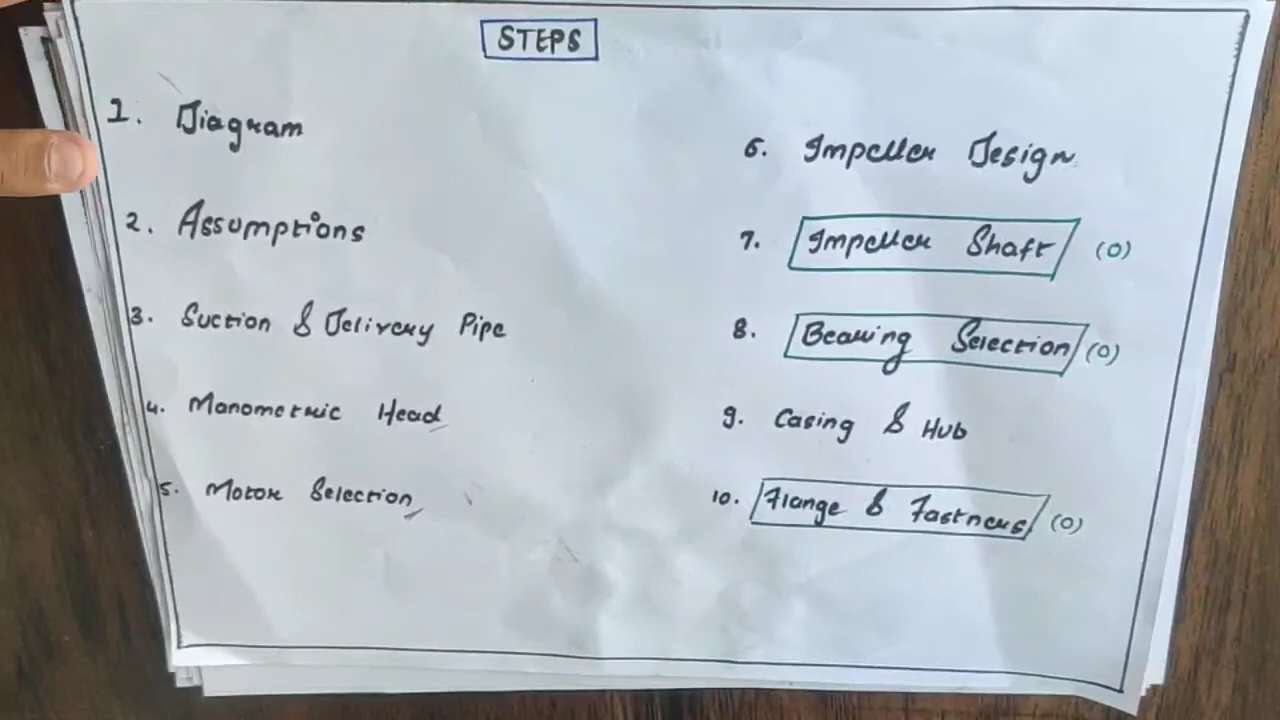 STEPS
1. Diagram
2. Assumptions
3. Suction & Delivery Pipe
4. Manometric Head
5. Motor Selection
6. Impeller Design
7. Impeller Shaft (0)
8. Bearing Selection (0)
9. Casing & Hub
10. Flange & Fastners (0)